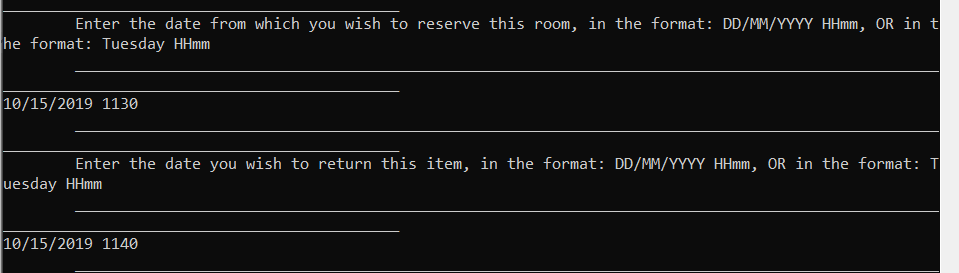 Enter the date from which you wish to reserve this room, in the format: DD/MM/YYYY HHmm, OR in t
he format: Tuesday HHmm
10/15/2019 1130
Enter the date you wish to return this item, in the format: DD/MM/YYYY HHmm, OR in the format: T
uesday HHmm
10/15/2019 1140